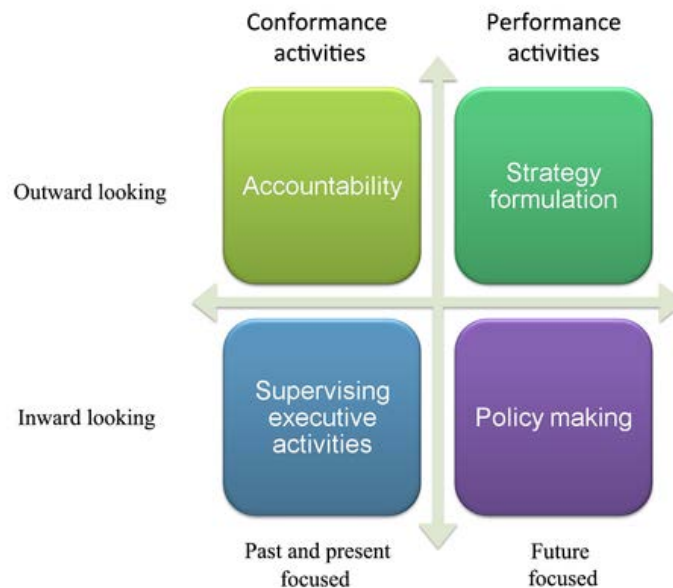 Conformance
activities
Performance
activities
Outward looking
Accountability
Strategy
formulation
Inward looking
Supervising
executive
activities
Policy making
Past and present
focused
Future
focused